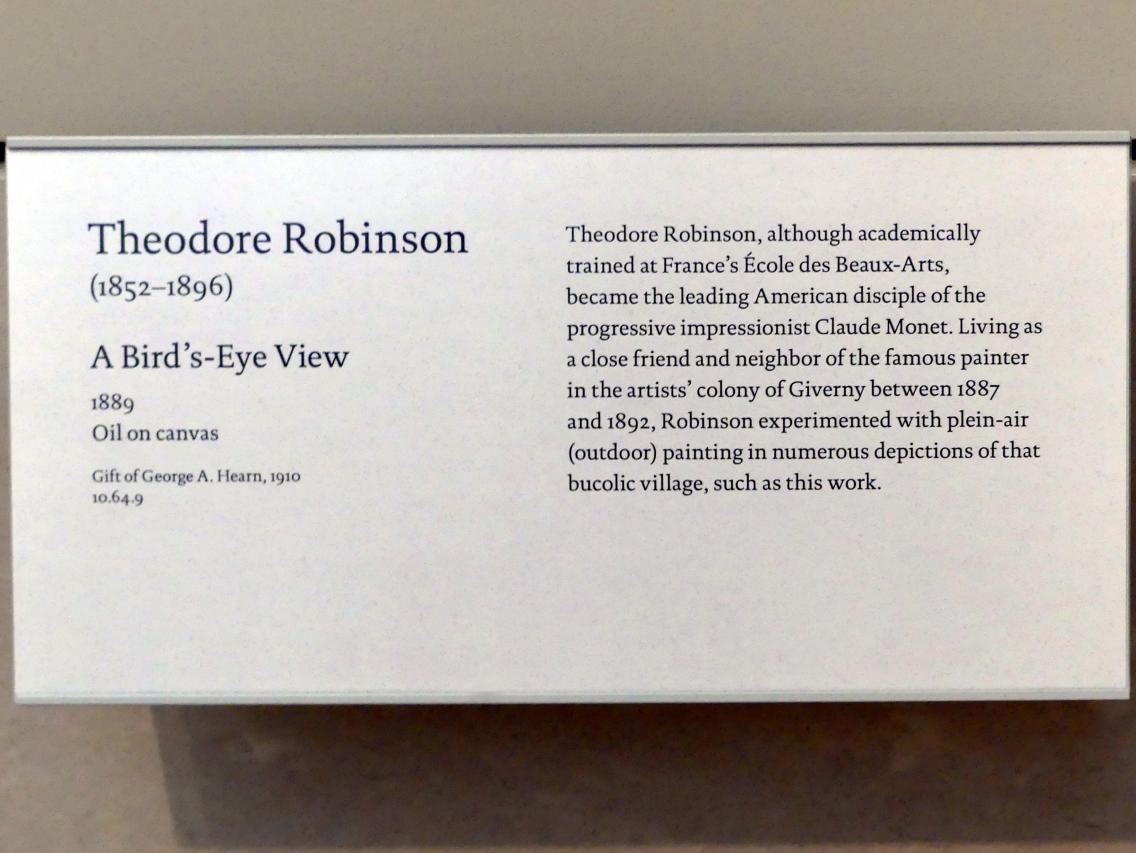 Theodore Robinson
(1852–1896)
A Bird’s-Eye View
1889
Oil on canvas
Gift of George A. Hearn, 1910
10.64.9
Theodore Robinson, although academically
trained at France’s École des Beaux-Arts,
became the leading American disciple of the
progressive impressionist Claude Monet. Living as
a close friend and neighbor of the famous painter
in the artists’ colony of Giverny between 1887
and 1892, Robinson experimented with plein-air
(outdoor) painting in numerous depictions of that
bucolic village, such as this work.